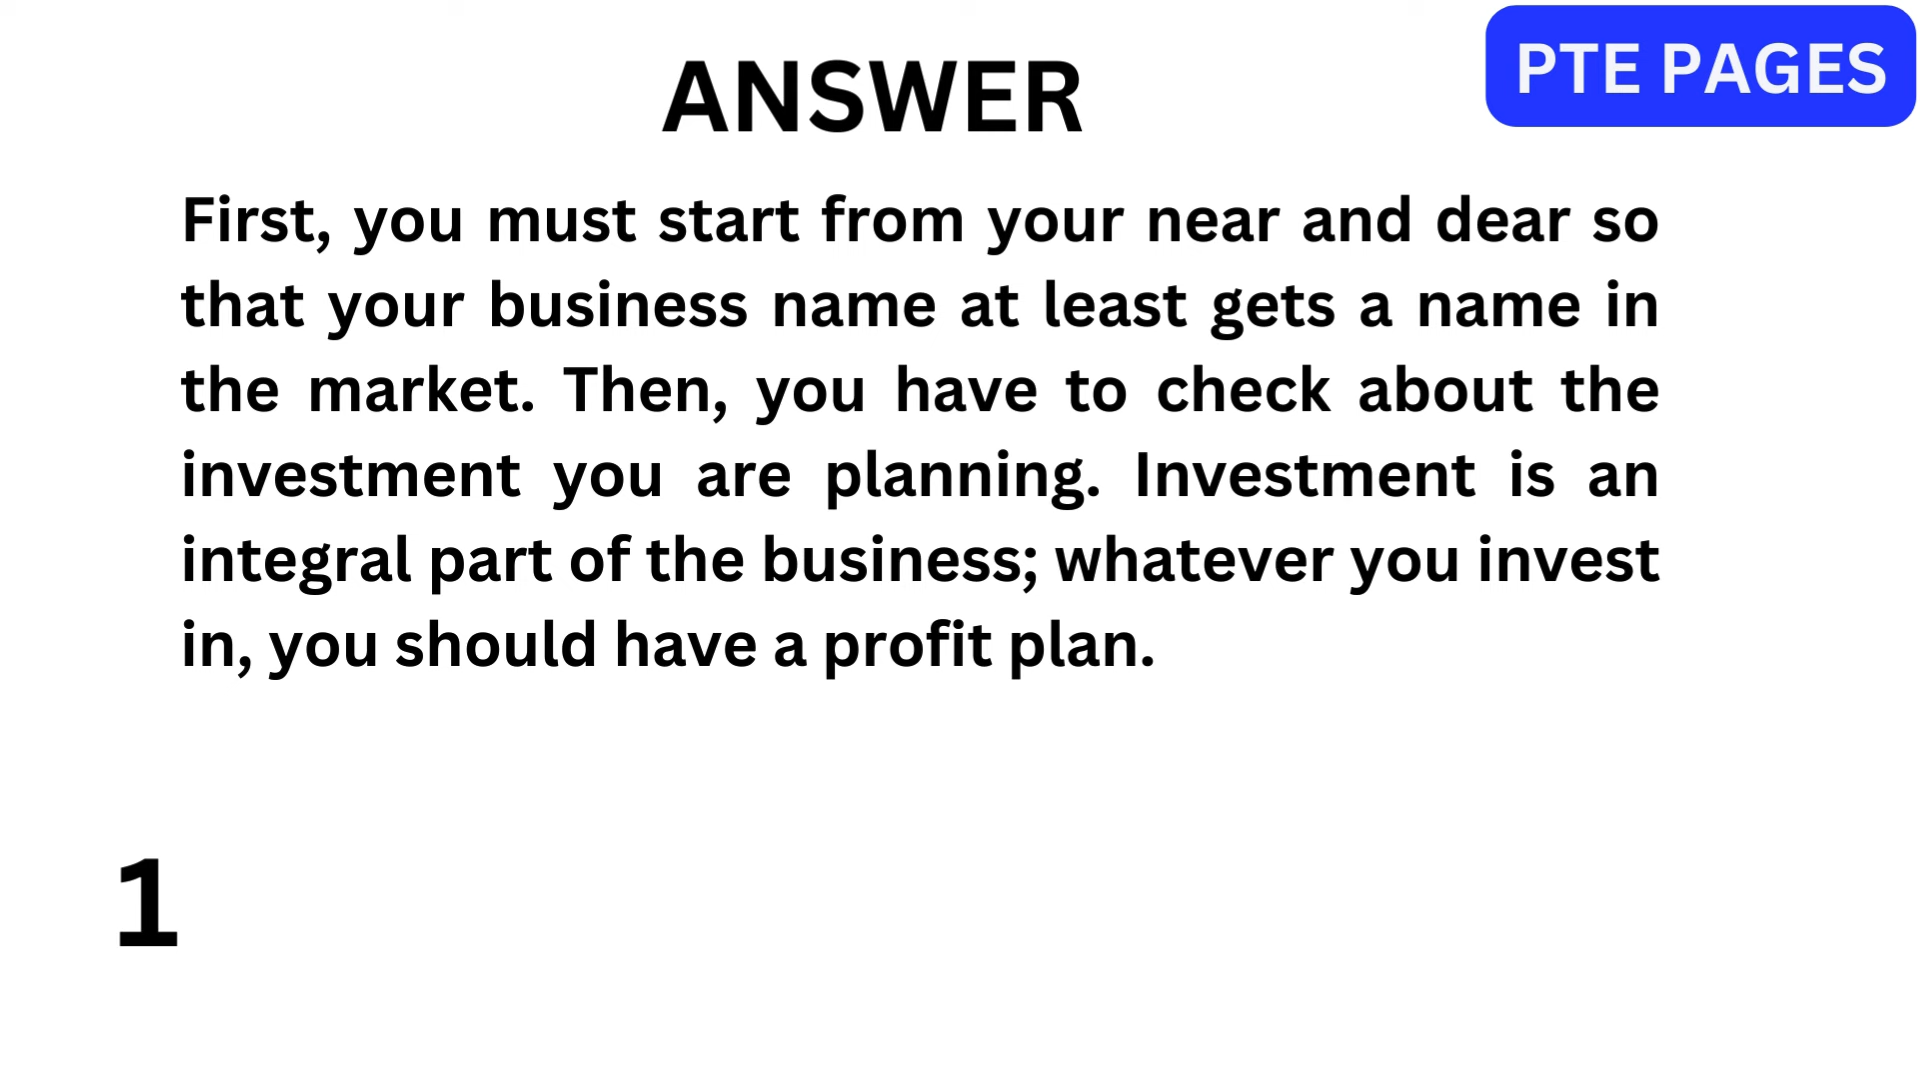 PTE PAGES
ANSWER
First, you must start from your near and dear so
that your business name at least gets a name in
the market. Then, you have to check about the
investment you are planning. Investment is an
integral part of the business; whatever you invest
in, you should have a profit plan.
1